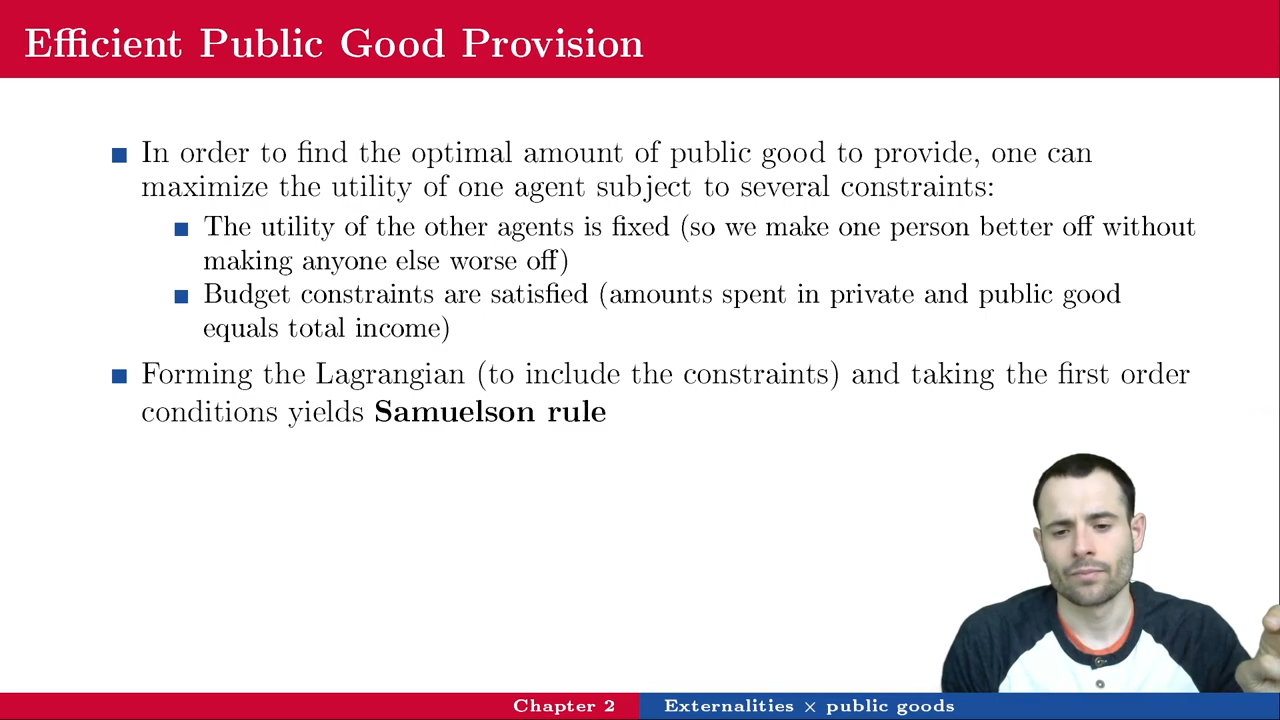 Efficient Public Good Provision
In order to find the optimal amount of public good to provide, one can
maximize the utility of one agent subject to several constraints:
The utility of the other agents is fixed (so we make one person better off without
making anyone else worse off)
Budget constraints are satisfied (amounts spent in private and public good
equals total income)
Forming the Lagrangian (to include the constraints) and taking the first order
conditions yields Samuelson rule
Chapter 2
Externalities × public goods